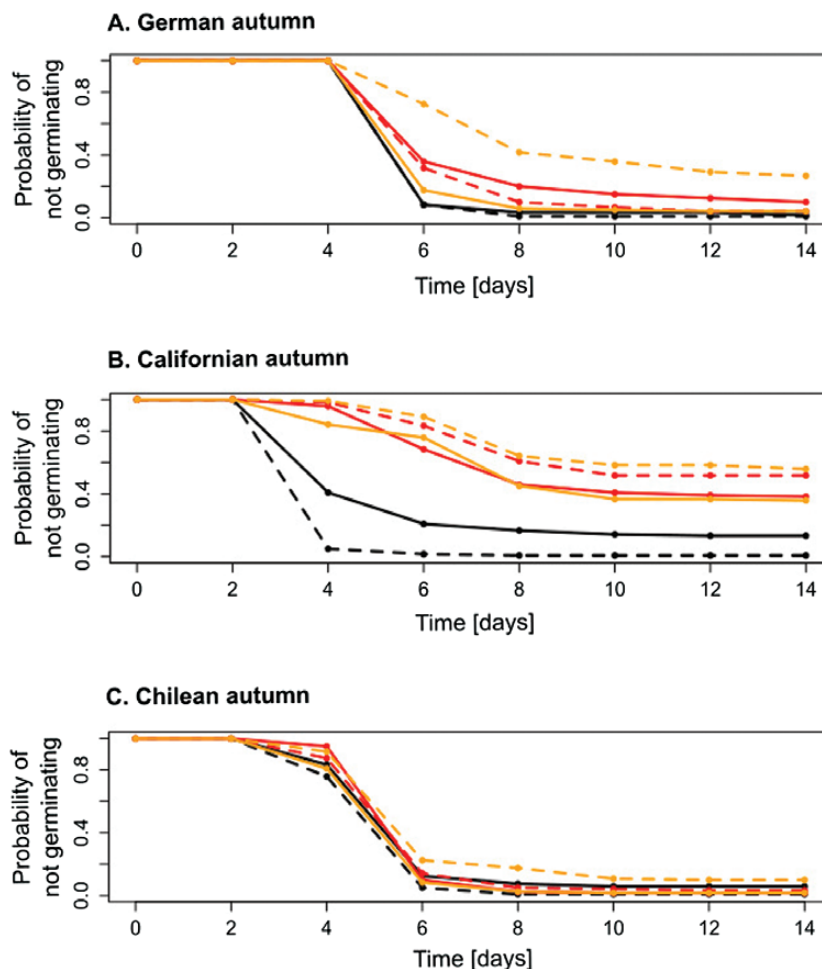 A. German autumn
Probability of
not germinating
0.8
0.4
0.0
0 2 4 6 8 10 12 14
Time [days]
B. Californian autumn
Probability of
not germinating
0.8
0.4
0.0
0 2 4 6 8 10 12 14
Time [days]
C. Chilean autumn
Probability of
not germinating
0.8
0.4
0.0
0 2 4 6 8 10 12 14
Time [days]